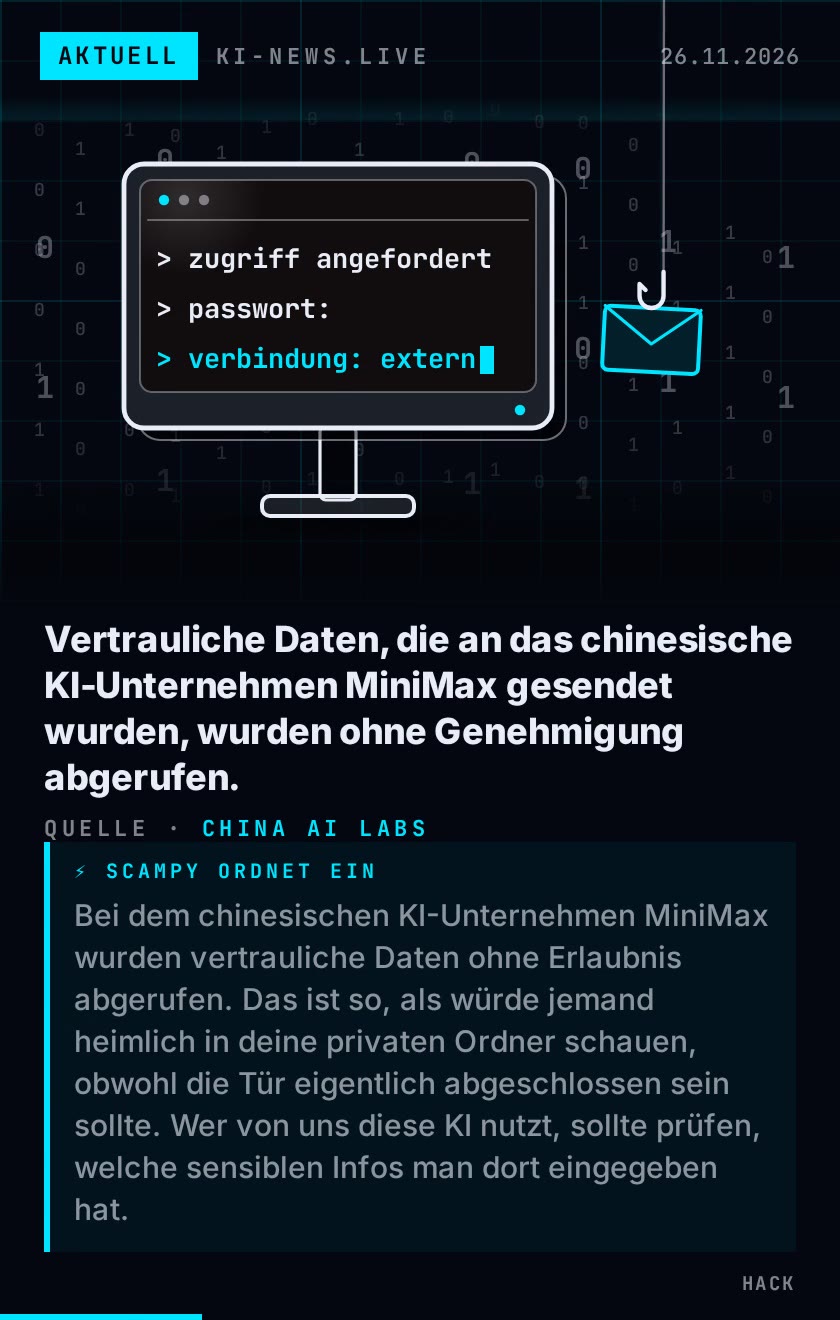 AKTUELL KI-NEWS.LIVE 26.11.2026
> zugriff angefordert
> passwort:
> verbindung: extern
Vertrauliche Daten, die an das chinesische
KI-Unternehmen MiniMax gesendet
wurden, wurden ohne Genehmigung
abgerufen.
QUELLE · CHINA AI LABS
⚡ SCAMPY ORDNET EIN
Bei dem chinesischen KI-Unternehmen MiniMax
wurden vertrauliche Daten ohne Erlaubnis
abgerufen. Das ist so, als würde jemand
heimlich in deine privaten Ordner schauen,
obwohl die Tür eigentlich abgeschlossen sein
sollte. Wer von uns diese KI nutzt, sollte prüfen,
welche sensiblen Infos man dort eingegeben
hat.
HACK